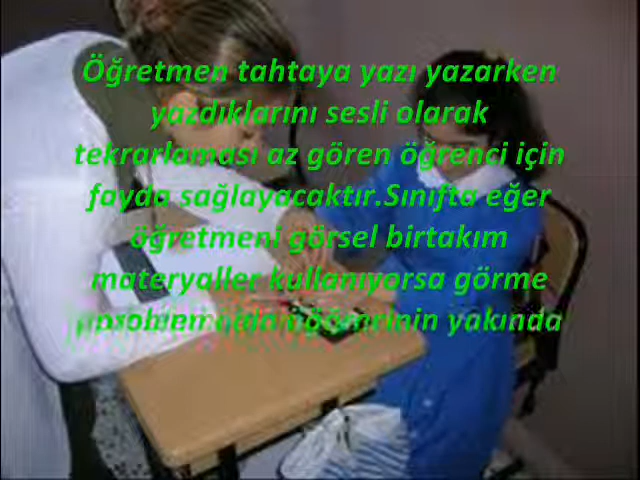 Öğretmen tahtaya yazı yazarken
yazdıklarını sesli olarak
tekrarlaması az gören öğrenci için
fayda sağlayacaktır.Sınıfta eğer
öğretmeni görsel birtakım
materyaller kullanıyorsa görme
yakında